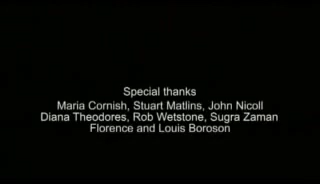 Special thanks
Maria Cornish, Stuart Matlins, John Nicoll
Diana Theodores, Rob Wetstone, Sugra Zaman
Florence and Louis Boroson